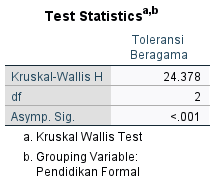 Test Statisticsa,b
Toleransi
Beragama
Kruskal-Wallis H 24.378
df 2
Asymp. Sig. <.001
a. Kruskal Wallis Test
b. Grouping Variable:
Pendidikan Formal